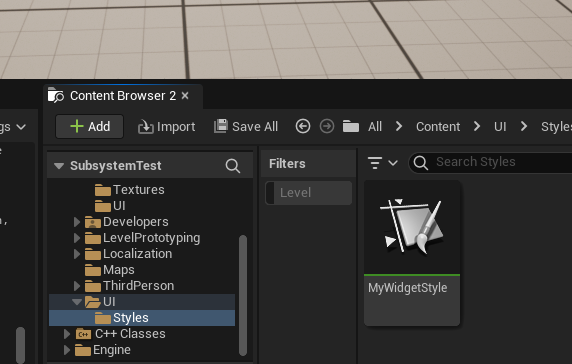 Content Browser 2
gs
Add
Import
Save All
All
Content
UI
Styles
SubsystemTest
Filters
Search Styles
Level
Textures
UI
Developers
LevelPrototyping
Localization
Maps
ThirdPerson
UI
Styles
C++ Classes
Engine
MyWidgetStyle